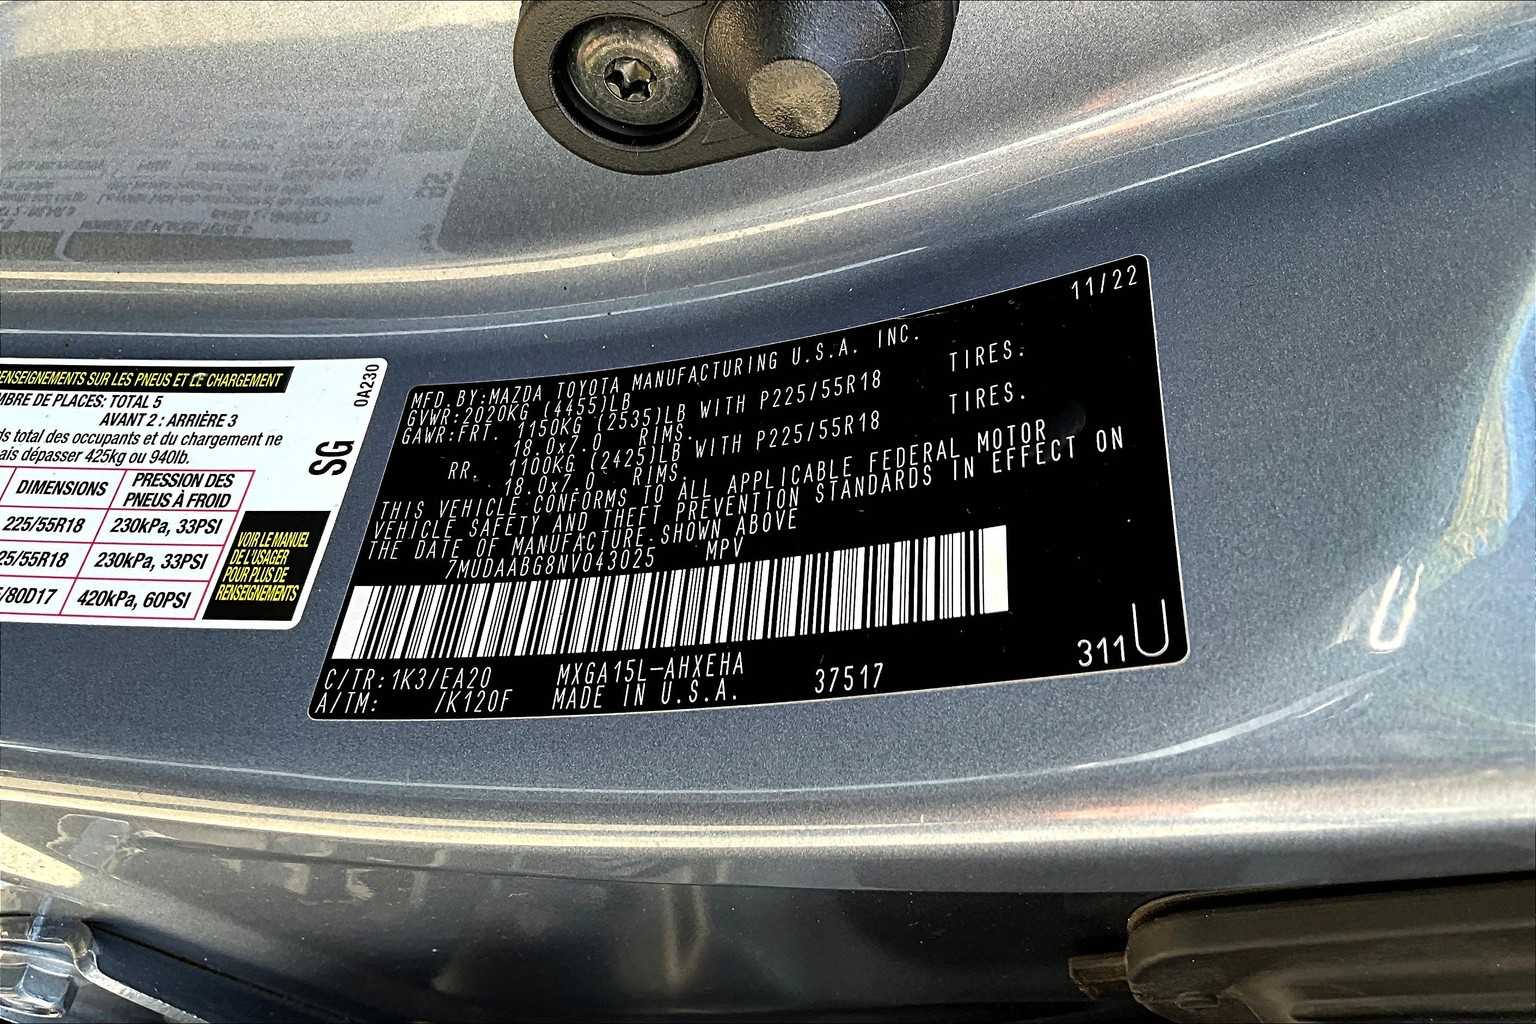 RENSEIGNEMENTS SUR LES PNEUS ET LE CHARGEMENT
0A230
DE PLACES: TOTAL 5
AVANT 2 : ARRIÈRE 3
total des occupants et du chargement ne
dépasser 425kg ou 940lb.
SG
DIMENSIONS
PRESSION DES PNEUS À FROID
225/55R18 230kPa, 33PSI
25/55R18 230kPa, 33PSI
/80D17 420kPa, 60PSI
VOIR LE MANUEL
DE L'USAGER
POUR PLUS DE
RENSEIGNEMENTS
11/22
MFD.BY:MAZDA TOYOTA MANUFACTURING U.S.A. INC.
GVWR:2020KG (4455)LB
GAWR:FRT. 1150KG (2535)LB WITH P225/55R18 TIRES.
18.0x7.0 RIMS.
RR. 1100KG (2425)LB WITH P225/55R18 TIRES.
18.0x7.0 RIMS.
THIS VEHICLE CONFORMS TO ALL APPLICABLE FEDERAL MOTOR
VEHICLE SAFETY AND THEFT PREVENTION STANDARDS IN EFFECT ON
THE DATE OF MANUFACTURE SHOWN ABOVE
7MUDAABG8NV043025 MPV
C/TR:1K3/EA20 MXGA15L-AHXEHA
A/TM: /K120F MADE IN U.S.A. 37517
311U